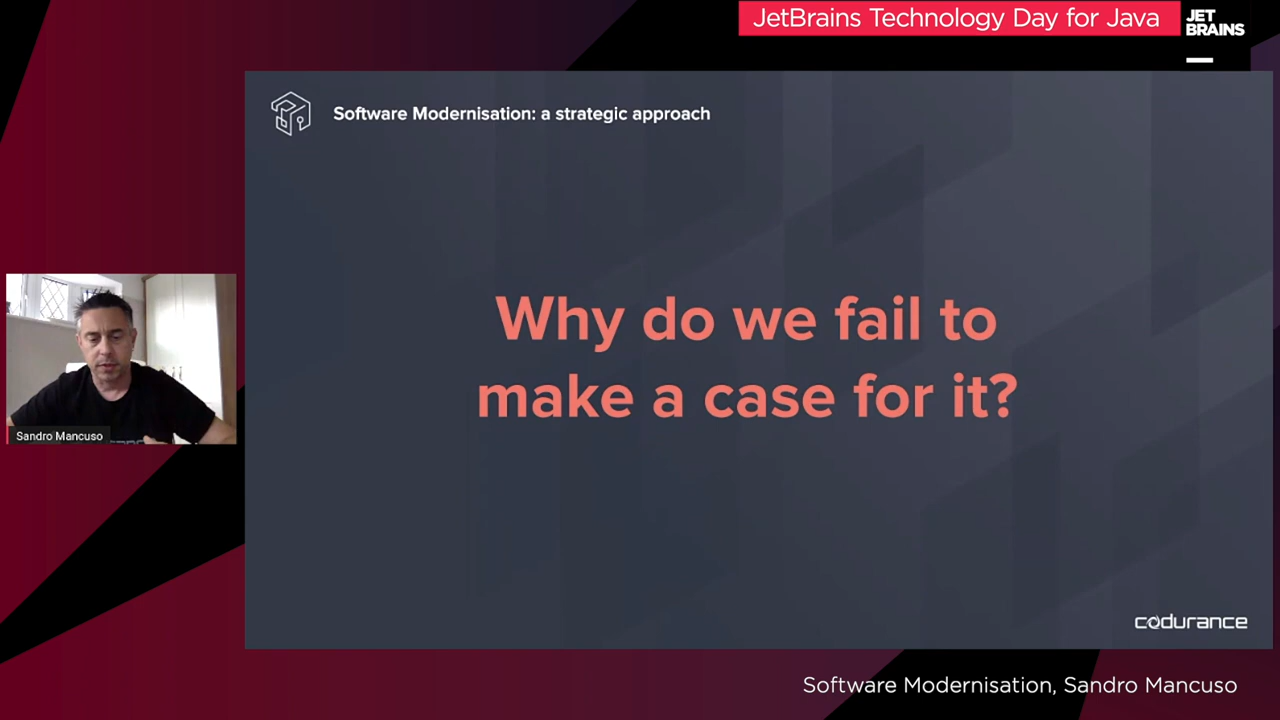 JetBrains Technology Day for Java
JET
BRAINS
Software Modernisation: a strategic approach
Why do we fail to
make a case for it?
Sandro Mancuso
codurance
Software Modernisation, Sandro Mancuso